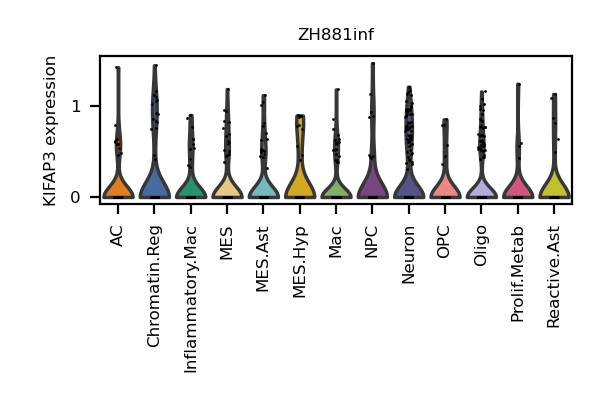 ZH881inf
KIFAP3 expression
1
0
AC
Chromatin.Reg
Inflammatory.Mac
MES
MES.Ast
MES.Hyp
Mac
NPC
Neuron
OPC
Oligo
Prolif.Metab
Reactive.Ast